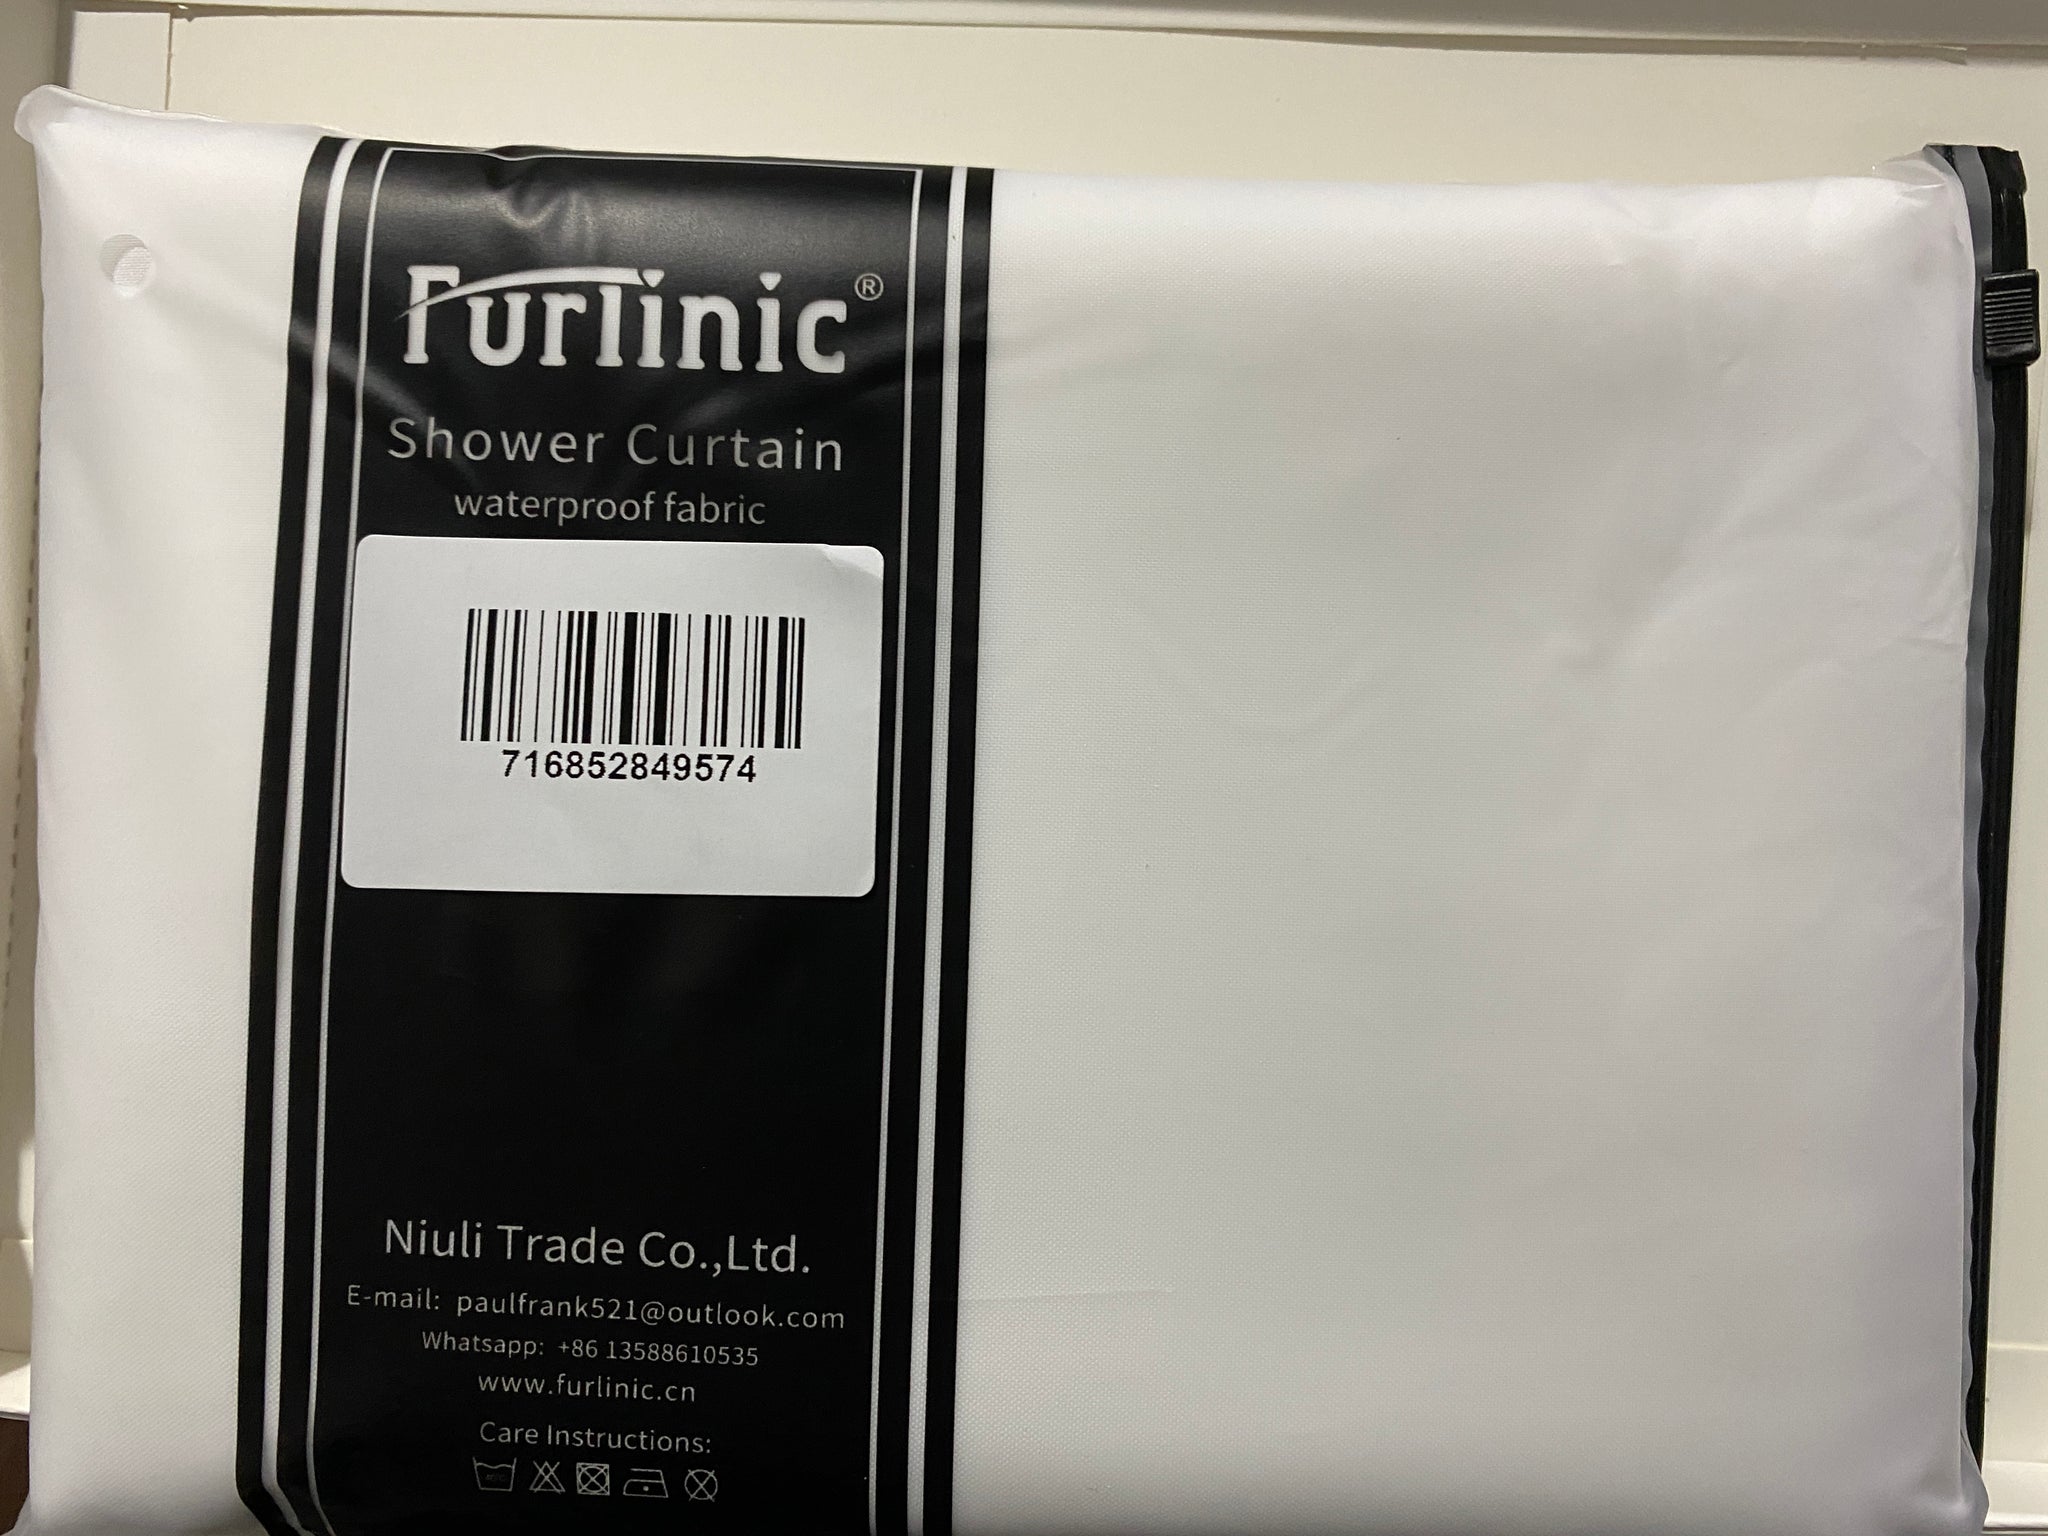 Furlinic®
Shower Curtain
waterproof fabric
716852849574
Niuli Trade Co.,Ltd.
E-mail: paulfrank521@outlook.com
Whatsapp: +86 13588610535
www.furlinic.cn
Care Instructions: